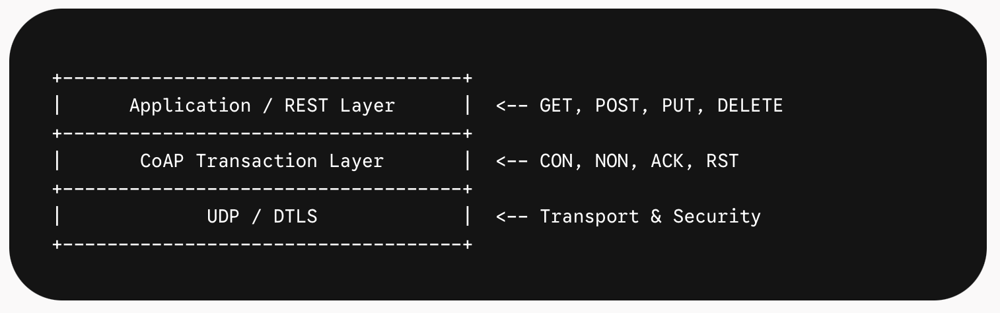 +------------------------------------+
|      Application / REST Layer      |  <-- GET, POST, PUT, DELETE
+------------------------------------+
|       CoAP Transaction Layer       |  <-- CON, NON, ACK, RST
+------------------------------------+
|             UDP / DTLS             |  <-- Transport & Security
+------------------------------------+